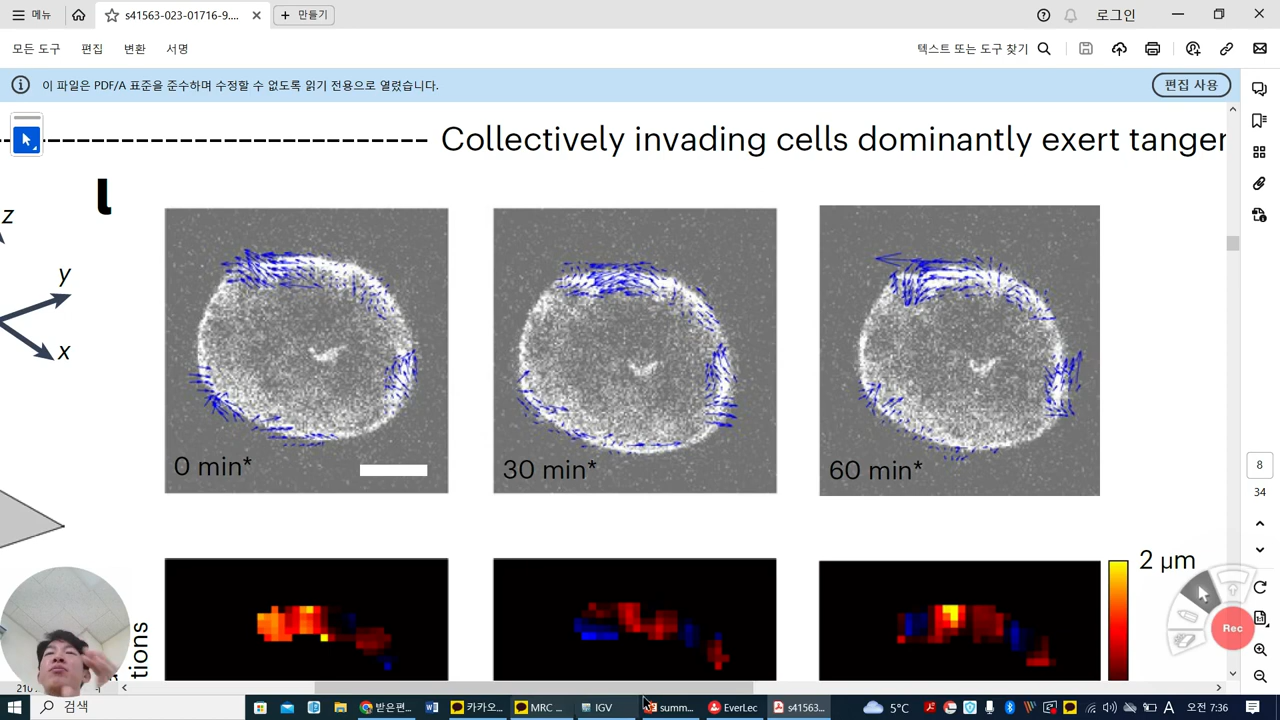 메뉴
s41563-023-01716-9....
만들기
로그인
모든 도구
편집
변환
서명
텍스트 또는 도구 찾기
이 파일은 PDF/A 표준을 준수하며 수정할 수 없도록 읽기 전용으로 열렸습니다.
편집 사용
Collectively invading cells dominantly exert tanger
l
z
y
x
0 min*
30 min*
60 min*
2 μm
tions
8
34
Rec
검색
받은편...
카카오...
MRC ...
IGV
summ...
EverLec
s41563...
5°C
A
오전 7:36